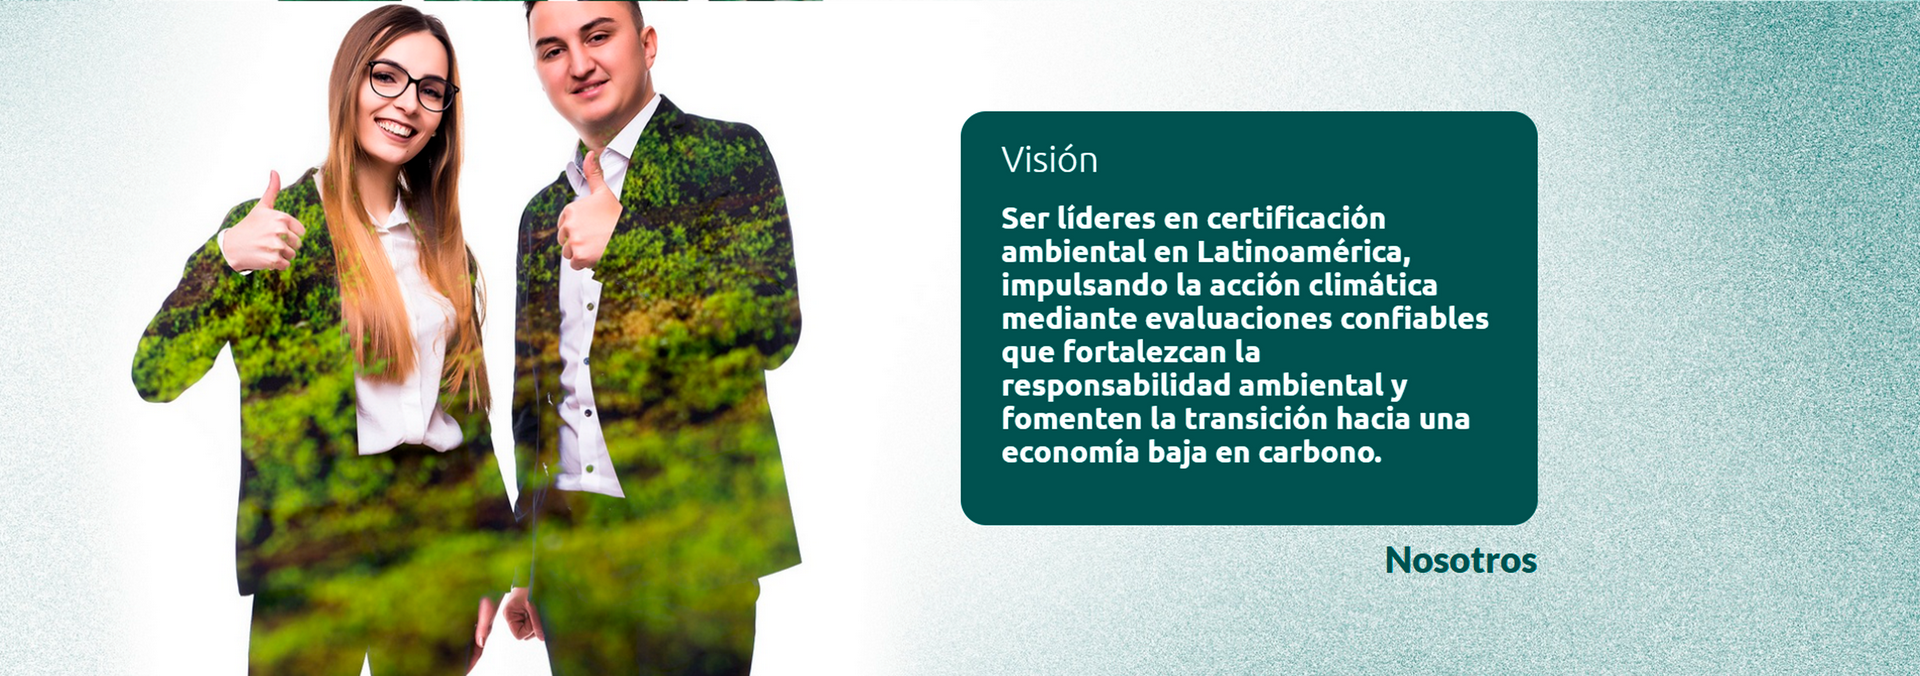 Visión
Ser líderes en certificación
ambiental en Latinoamérica,
impulsando la acción climática
mediante evaluaciones confiables
que fortalezcan la
responsabilidad ambiental y
fomenten la transición hacia una
economía baja en carbono.
Nosotros